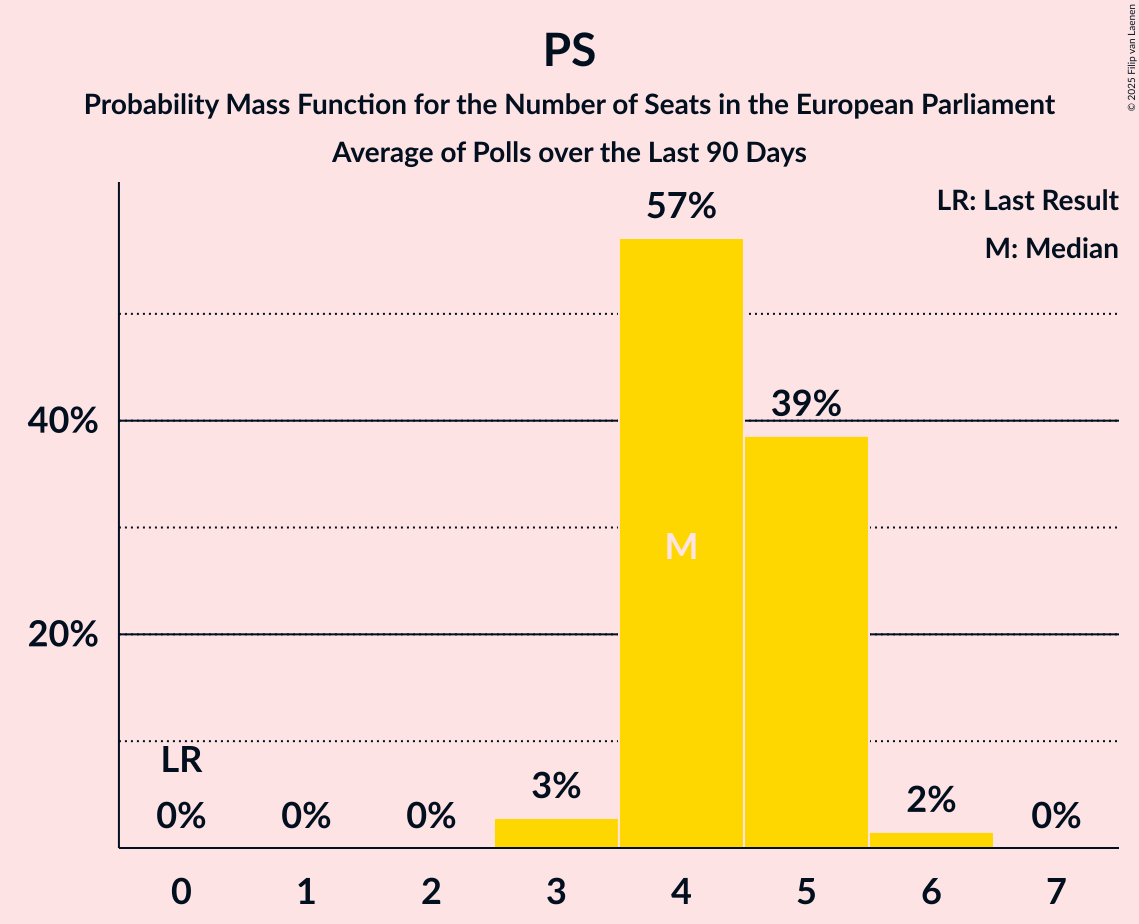 PS
Probability Mass Function for the Number of Seats in the European Parliament
Average of Polls over the Last 90 Days
© 2025 Filip van Laenen
LR: Last Result
M: Median
57%
40%
39%
M
20%
LR
0%
0%
0%
3%
2%
0%
0
1
2
3
4
5
6
7